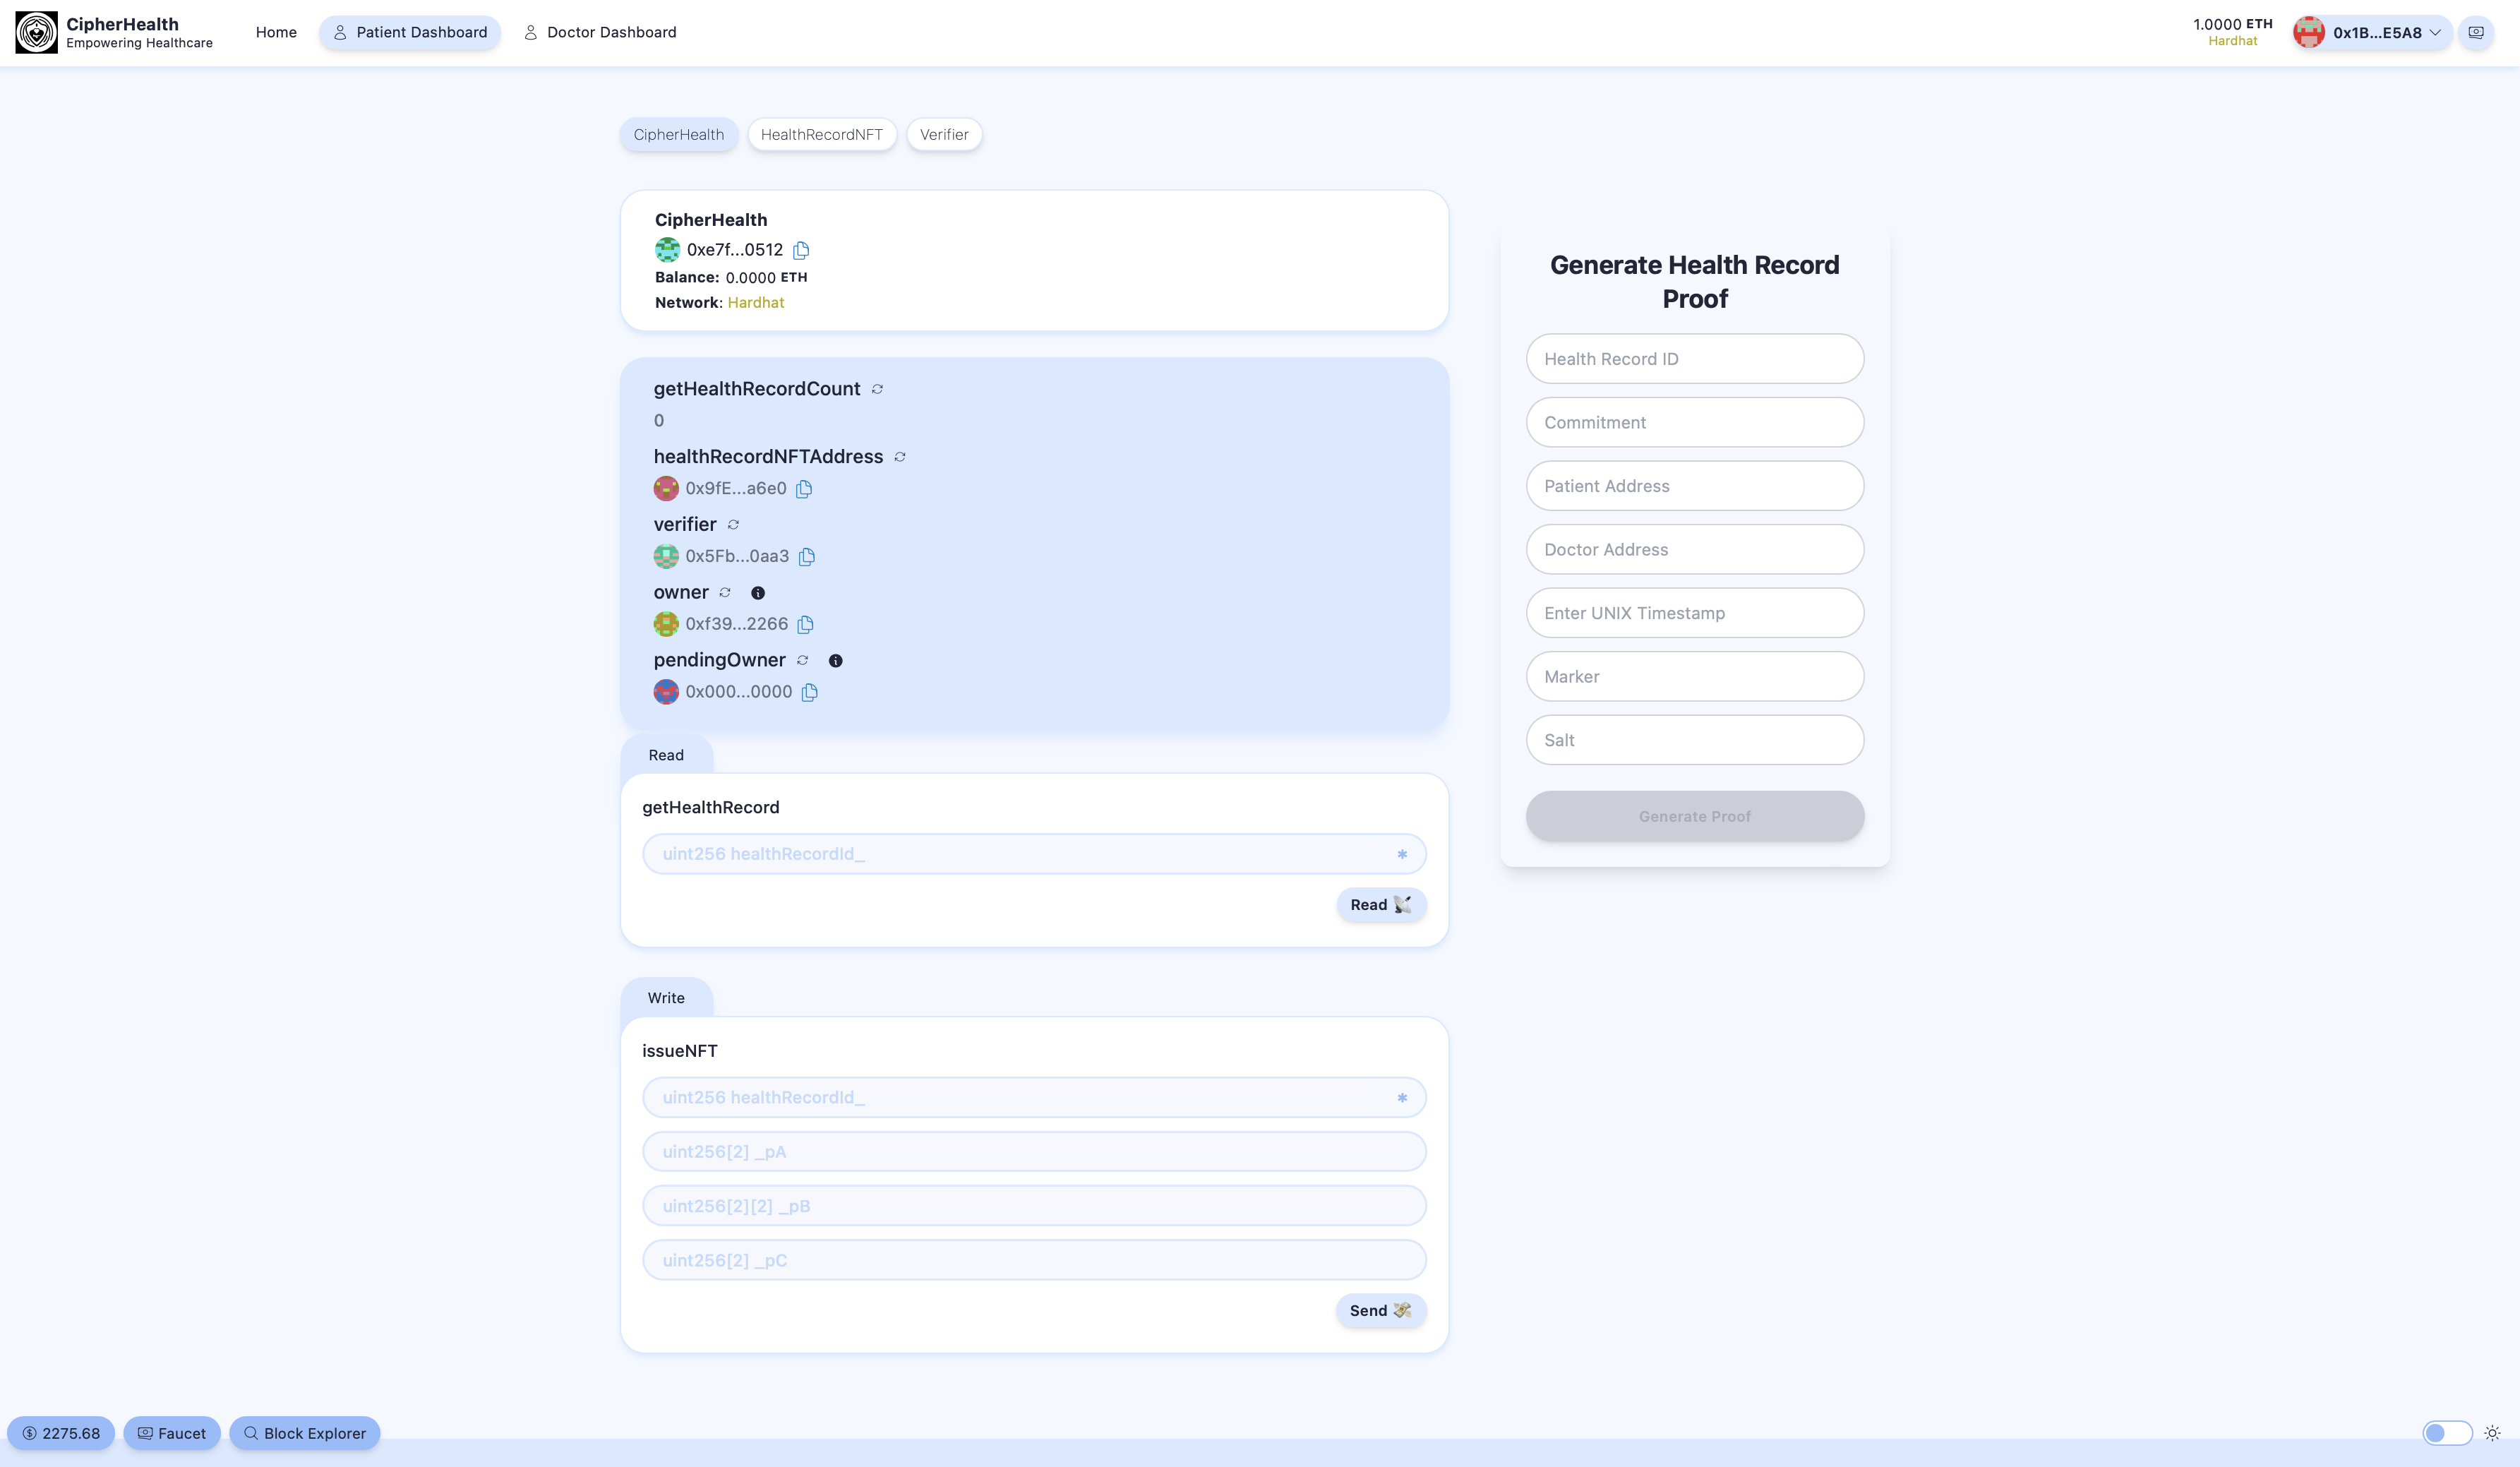 CipherHealth
Empowering Healthcare
Home
Patient Dashboard
Doctor Dashboard
1.0000 ETH
Hardhat
0x1B...E5A8
CipherHealth
HealthRecordNFT
Verifier
CipherHealth
0xe7f...0512
Balance: 0.0000 ETH
Network: Hardhat
getHealthRecordCount
0
healthRecordNFTAddress
0x9fE...a6e0
verifier
0x5Fb...0aa3
owner
0xf39...2266
pendingOwner
0x000...0000
Read
getHealthRecord
uint256 healthRecordId_ *
Read
Write
issueNFT
uint256 healthRecordId_ *
uint256[2] _pA
uint256[2][2] _pB
uint256[2] _pC
Send
Generate Health Record
Proof
Health Record ID
Commitment
Patient Address
Doctor Address
Enter UNIX Timestamp
Marker
Salt
Generate Proof
2275.68
Faucet
Block Explorer